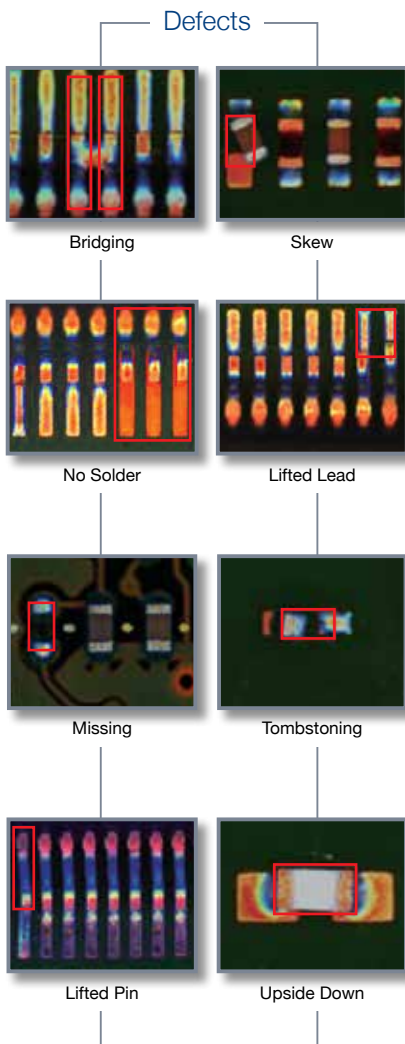 Defects
Bridging
Skew
No Solder
Lifted Lead
Missing
Tombstoning
Lifted Pin
Upside Down